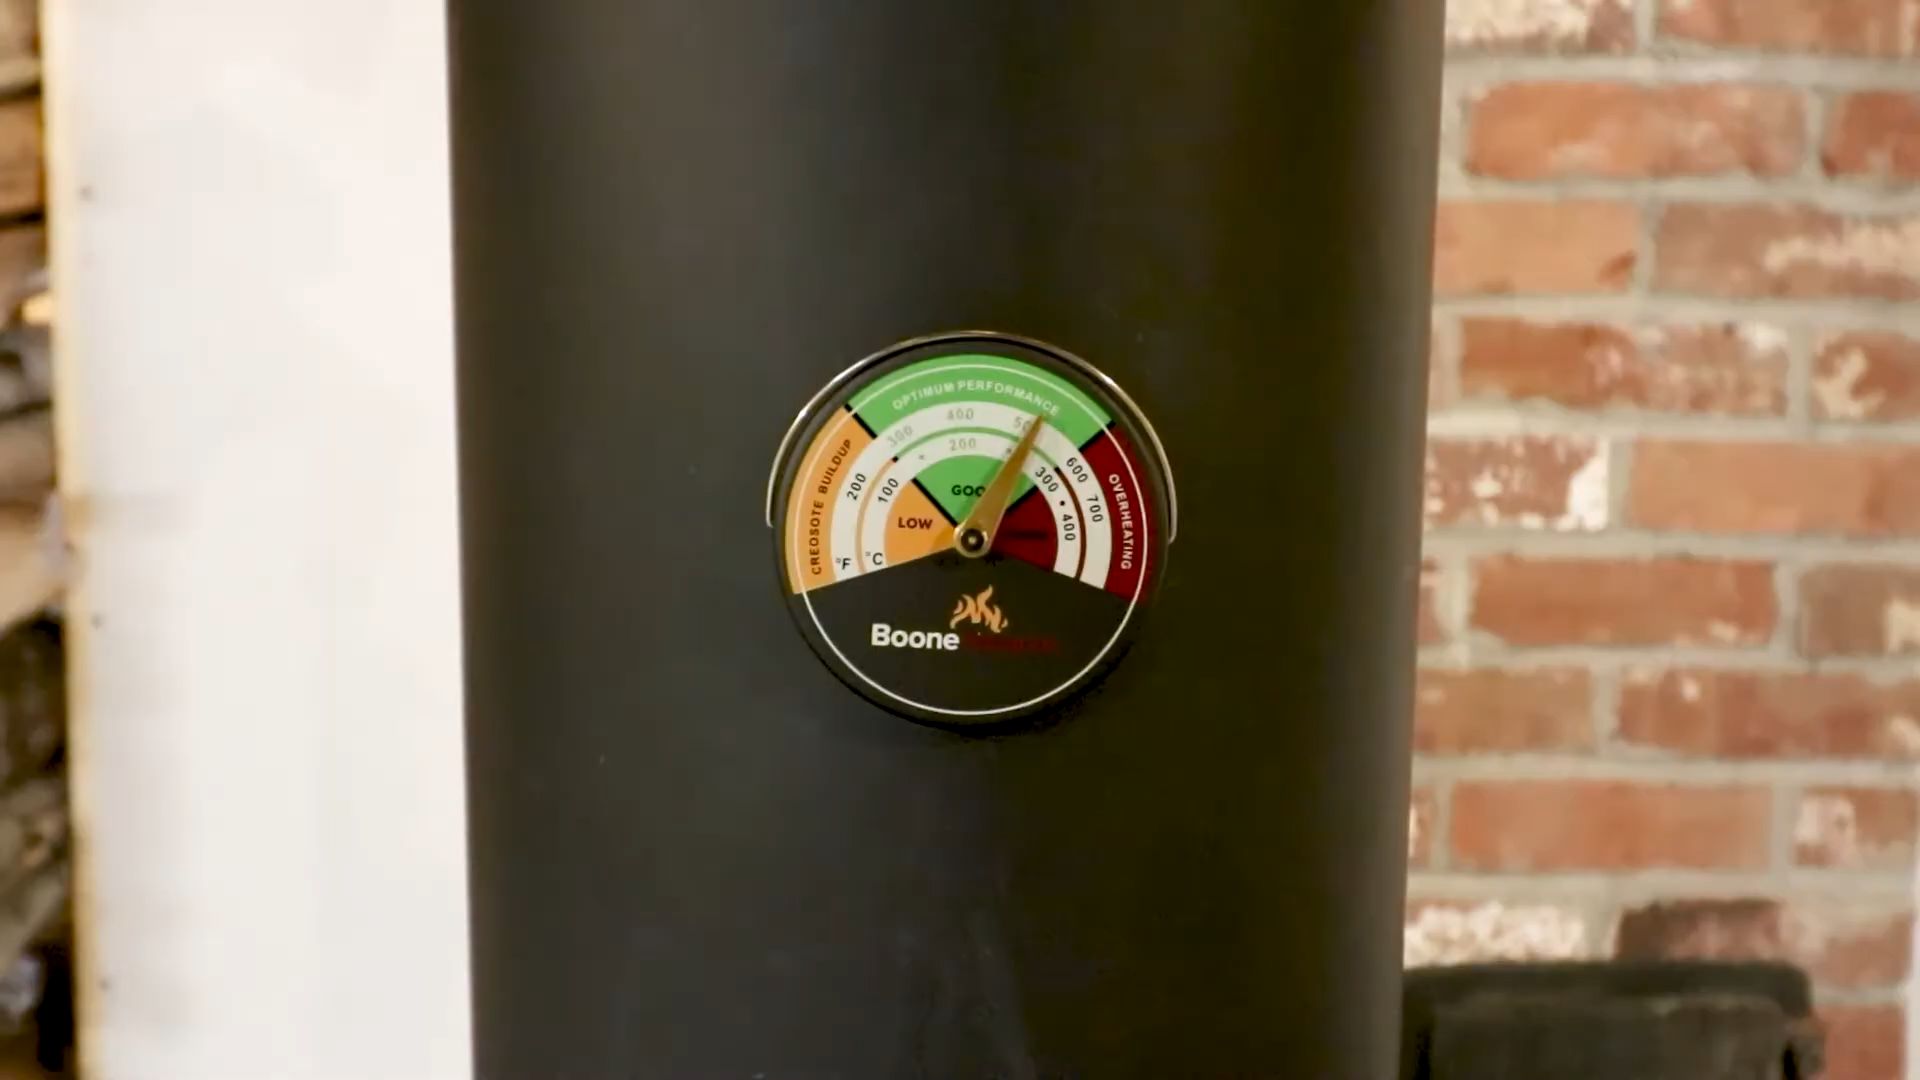 OPTIMUM PERFORMANCE
CREOSOTE BUILDUP
OVERHEATING
200 300 400 600 700
100 200 300 400
°F °C
LOW
Boone